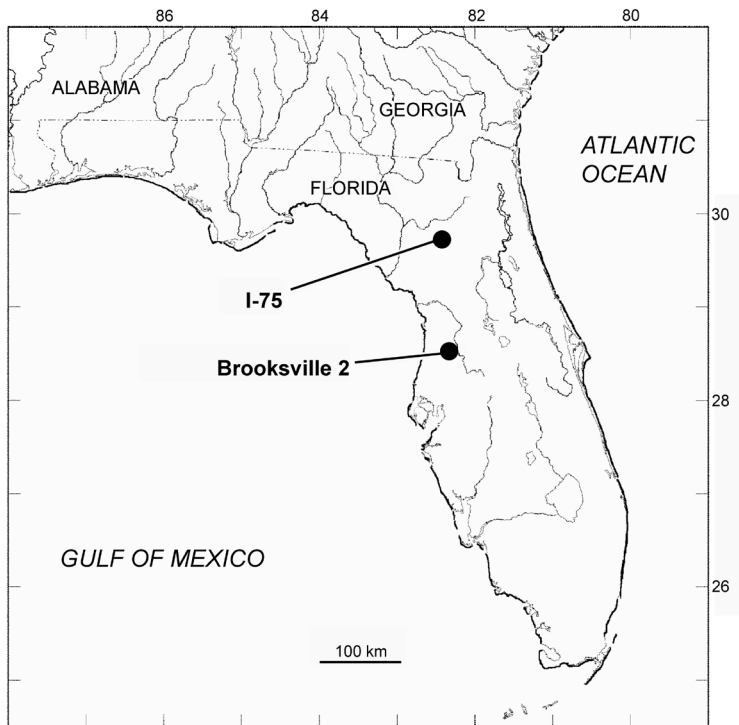 86 84 82 80
ALABAMA
GEORGIA
ATLANTIC
OCEAN
FLORIDA
30
I-75
Brooksville 2
28
GULF OF MEXICO
26
100 km